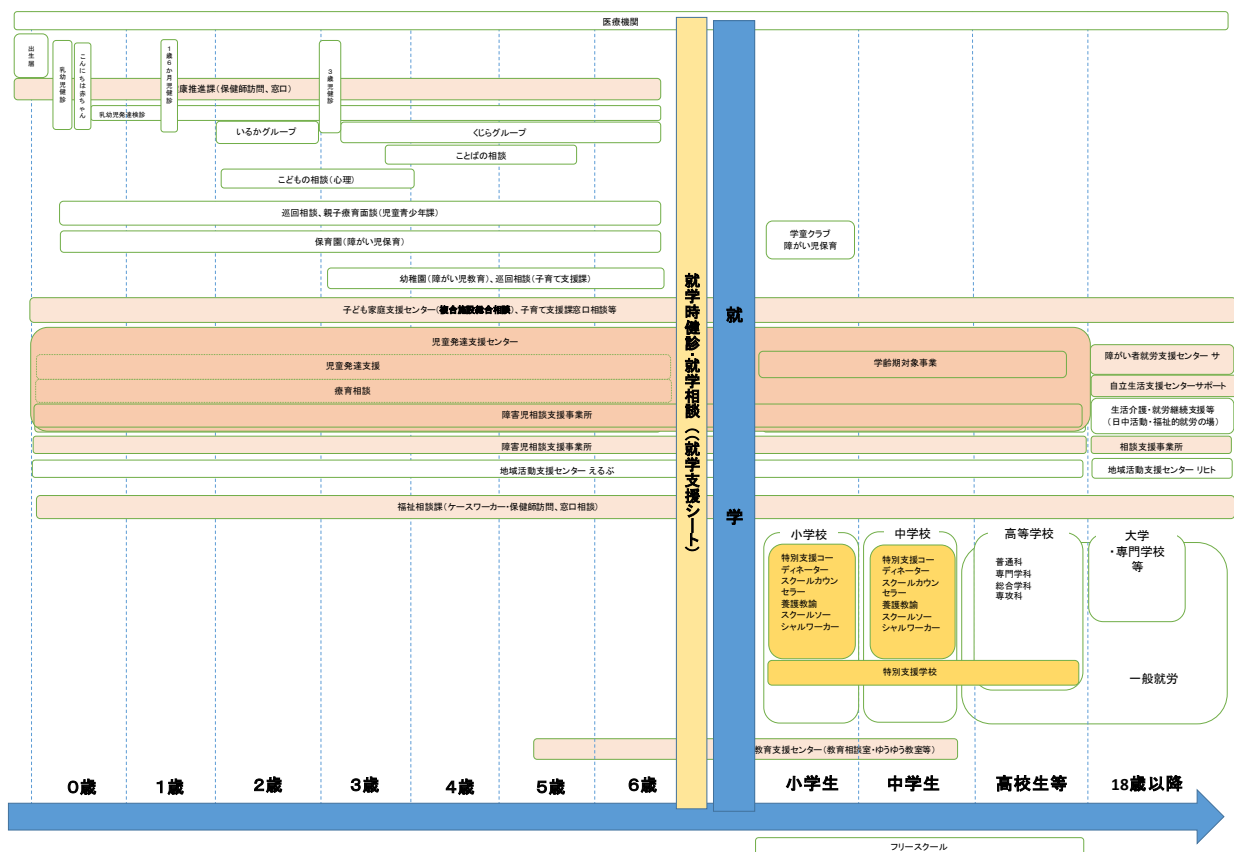 医療機関
出生届
乳幼児健診
こんにちは赤ちゃん
1歳6か月児健診
3歳児健診
康推進課(保健師訪問、窓口)
乳幼児発達検診
いるかグループ
くじらグループ
ことばの相談
こどもの相談(心理)
巡回相談、親子療育面談(児童青少年課)
学童クラブ
障がい児保育
保育園(障がい児保育)
幼稚園(障がい児教育)、巡回相談(子育て支援課)
就学時健診・就学相談((就学支援シート)
就学
子ども家庭支援センター(複合施設総合相談)、子育て支援課窓口相談等
児童発達支援センター
児童発達支援
学齢期対象事業
障がい者就労支援センター サ
療育相談
自立生活支援センターサポート
障害児相談支援事業所
生活介護・就労継続支援等
(日中活動・福祉的就労の場)
障害児相談支援事業所
相談支援事業所
地域活動支援センター えるぶ
地域活動支援センター リヒト
福祉相談課(ケースワーカー・保健師訪問、窓口相談)
小学校
特別支援コー
ディネーター
スクールカウン
セラー
養護教諭
スクールソー
シャルワーカー
中学校
特別支援コー
ディネーター
スクールカウン
セラー
養護教諭
スクールソー
シャルワーカー
高等学校
普通科
専門学科
総合学科
専攻科
大学
・専門学校
等
特別支援学校
一般就労
教育支援センター(教育相談室・ゆうゆう教室等)
0歳
1歳
2歳
3歳
4歳
5歳
6歳
小学生
中学生
高校生等
18歳以降
フリースクール